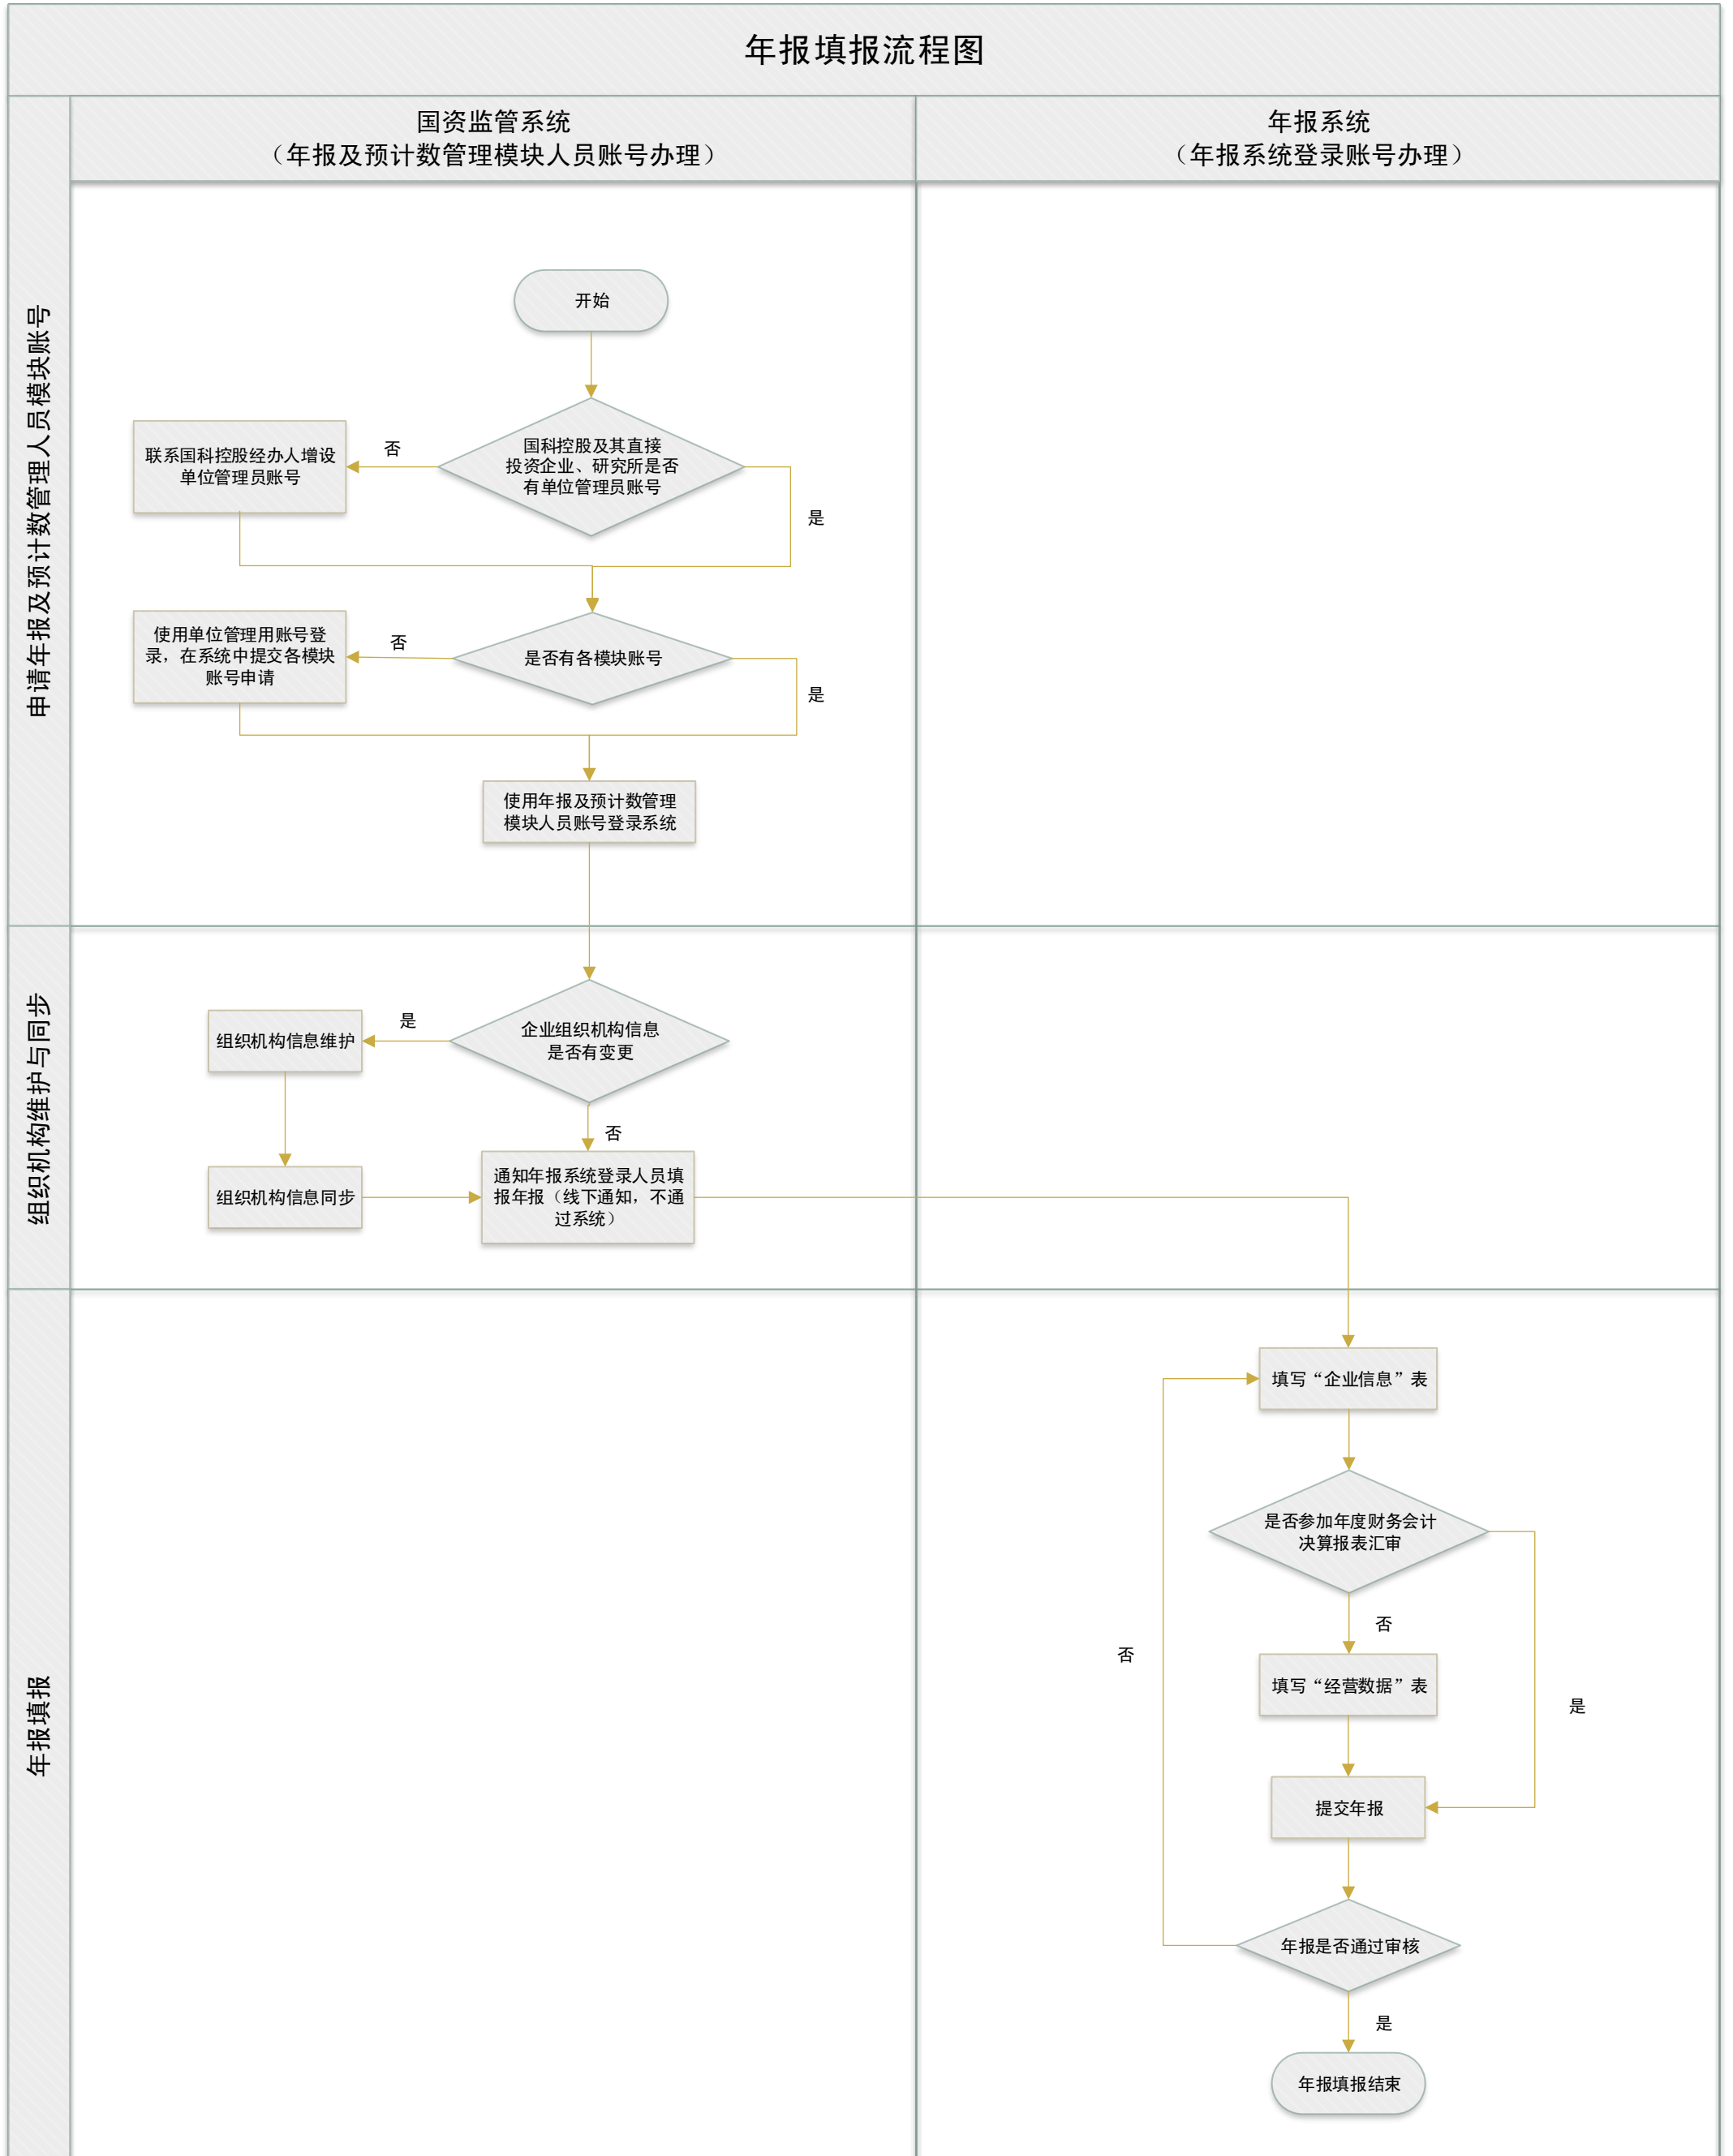 年报填报流程图
国资监管系统
（年报及预计数管理模块人员账号办理）
年报系统
（年报系统登录账号办理）
申请年报及预计数管理人员模块账号
开始
国科控股及其直接
投资企业、研究所是否
有单位管理员账号
否
联系国科控股经办人增设
单位管理员账号
是
是否有各模块账号
否
使用单位管理用账号登
录，在系统中提交各模块
账号申请
是
使用年报及预计数管理
模块人员账号登录系统
组织机构维护与同步
企业组织机构信息
是否有变更
是
组织机构信息维护
否
组织机构信息同步
通知年报系统登录人员填
报年报（线下通知，不通
过系统）
年报填报
填写“企业信息”表
是否参加年度财务会计
决算报表汇审
否
否
填写“经营数据”表
是
提交年报
年报是否通过审核
是
年报填报结束